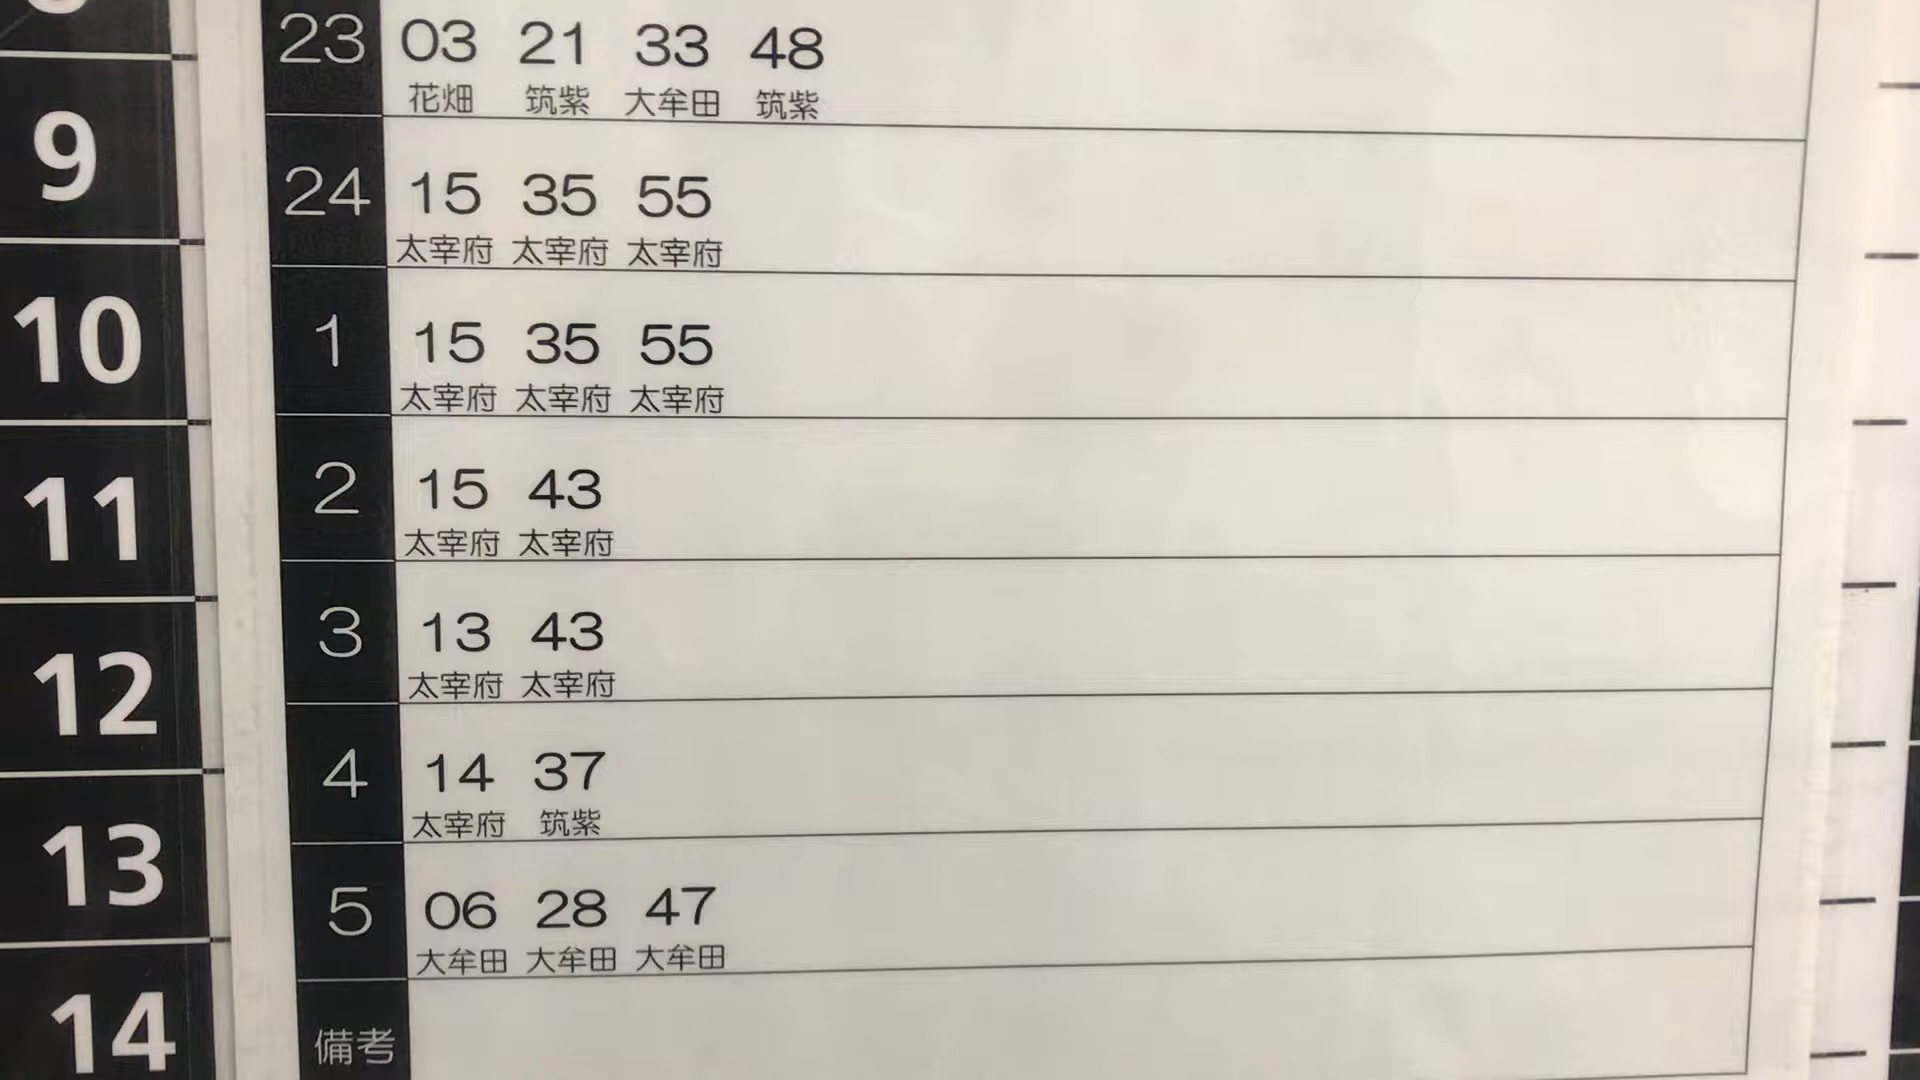 23 03 21 33 48
花畑 筑紫 大牟田 筑紫
24 15 35 55
太宰府 太宰府 太宰府
1 15 35 55
太宰府 太宰府 太宰府
2 15 43
太宰府 太宰府
3 13 43
太宰府 太宰府
4 14 37
太宰府 筑紫
5 06 28 47
大牟田 大牟田 大牟田
備考
9
10
11
12
13
14